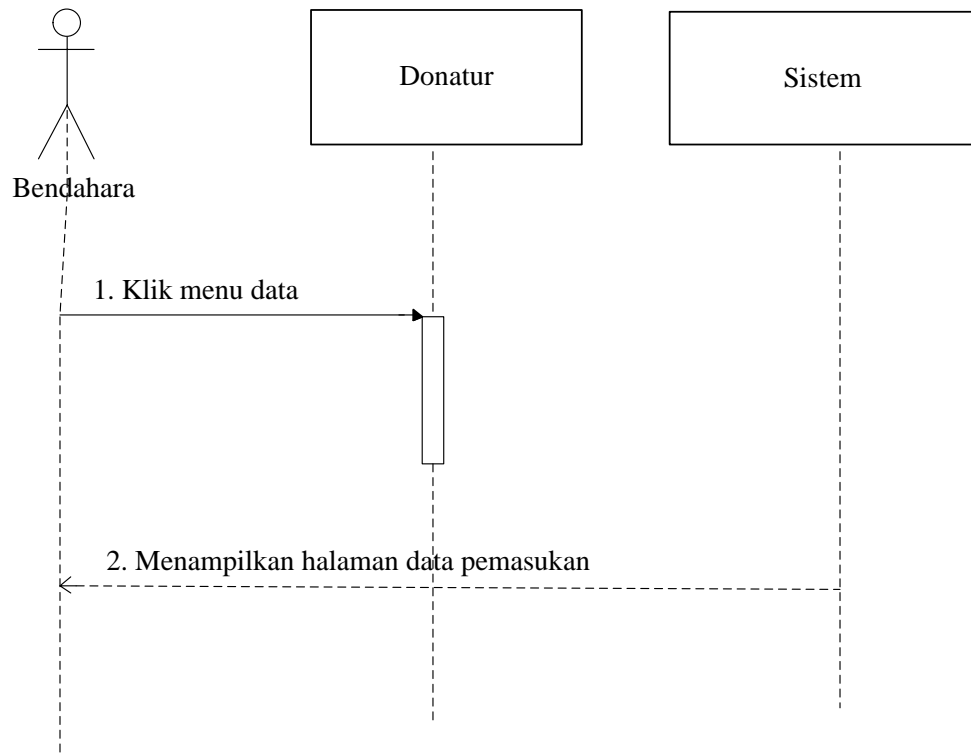 Donatur
Sistem
Bendahara
1. Klik menu data
2. Menampilkan halaman data pemasukan